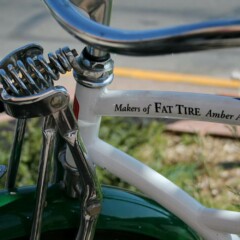 Makers of FAT TIRE Amber A